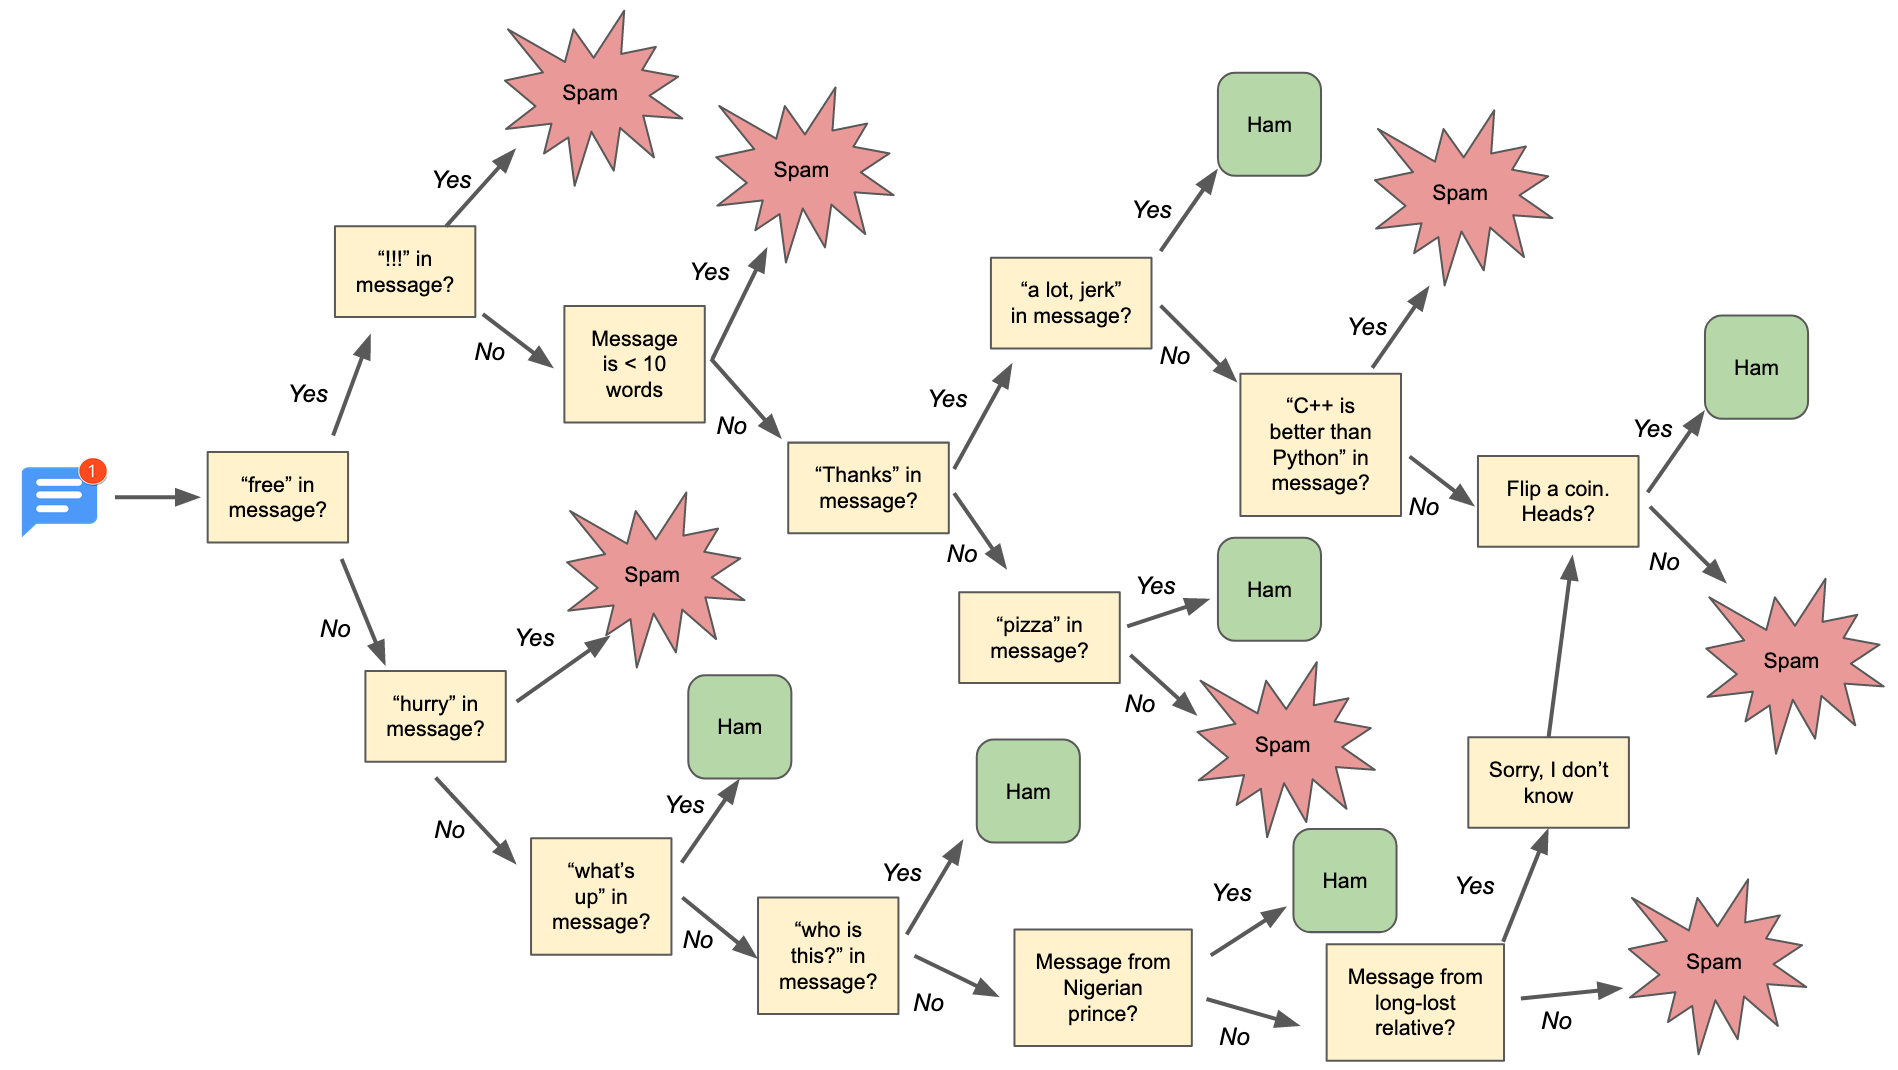 Spam
Spam
Ham
Spam
Yes
Yes
“!!!” in
message?
No
Yes
Message
is < 10
words
No
“a lot, jerk”
in message?
Yes
No
Yes
“C++ is
better than
Python” in
message?
No
Ham
Yes
Flip a coin.
Heads?
No
Spam
Yes
1
“free” in
message?
No
Yes
“Thanks” in
message?
No
“pizza” in
message?
Yes
Ham
No
Spam
Spam
Yes
“hurry” in
message?
No
Ham
Yes
“what’s
up” in
message?
No
Ham
Yes
“who is
this?” in
message?
No
Message from
Nigerian
prince?
Yes
Ham
No
Message from
long-lost
relative?
Yes
Sorry, I don’t
know
No
Spam